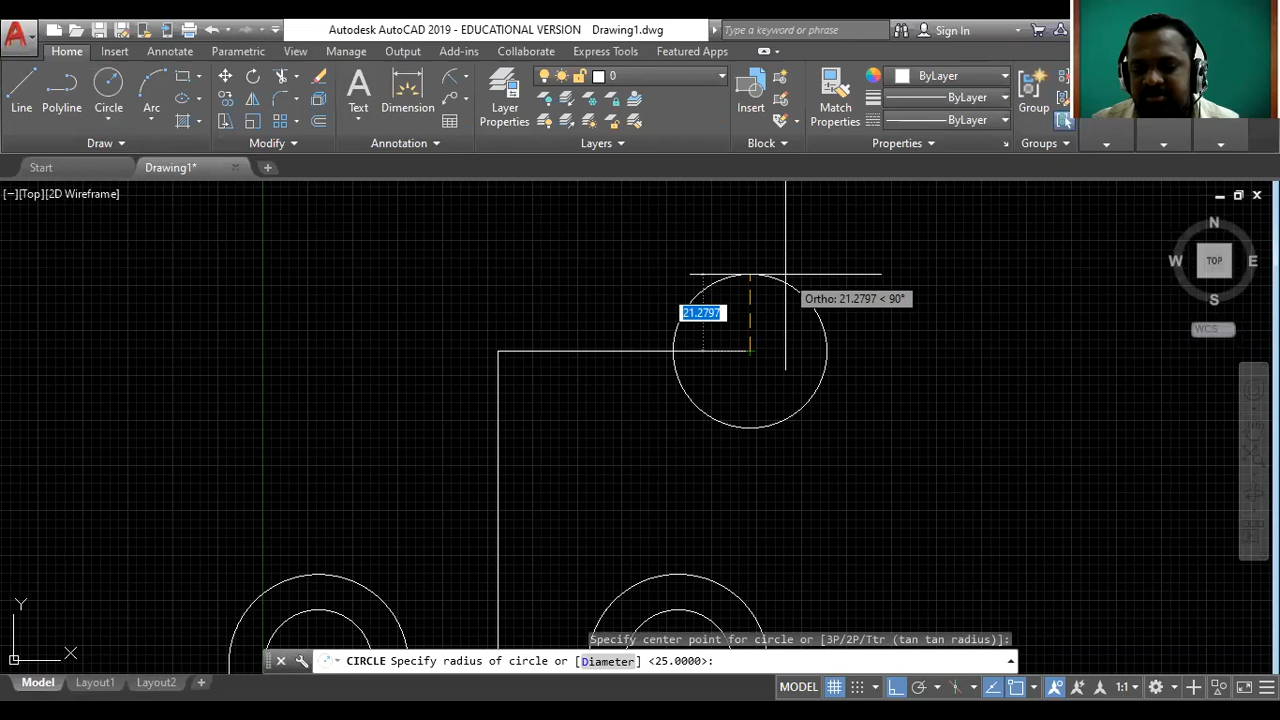 Autodesk AutoCAD 2019 - EDUCATIONAL VERSION Drawing1.dwg
Type a keyword or phrase
Sign In
Home Insert Annotate Parametric View Manage Output Add-ins Collaborate Express Tools Featured Apps
A
0
ByLayer
ByLayer
ByLayer
Line Polyline Circle Arc Text Dimension Layer Properties Insert Match Properties Group
Draw Modify Annotation Layers Block Properties Groups
Start Drawing1*
[−][Top][2D Wireframe]
N
W TOP E
S
WCS
Ortho: 21.2797 < 90°
21.2797
Y
X
Specify center point for circle or [3P/2P/Ttr (tan tan radius)]:
CIRCLE Specify radius of circle or [Diameter] <25.0000>:
Model Layout1 Layout2
MODEL 1:1